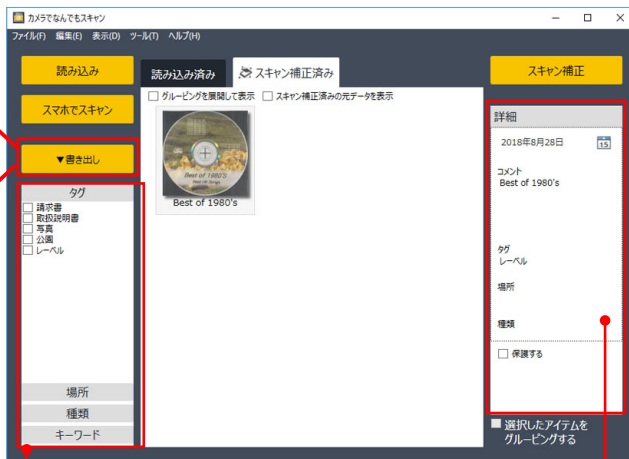 カメラでなんでもスキャン
ファイル(F) 編集(E) 表示(D) ツール(T) ヘルプ(H)
読み込み
スマホでスキャン
▼書き出し
タグ
請求書
取扱説明書
写真
公園
レーベル
場所
種類
キーワード
読み込み済み
スキャン補正済み
グルーピングを展開して表示 スキャン補正済みの元データを表示
Best of 1980'S
Best of 1980's
スキャン補正
詳細
2018年8月28日
15
コメント
Best of 1980's
タグ
レーベル
場所
種類
保護する
選択したアイテムを
グルーピングする